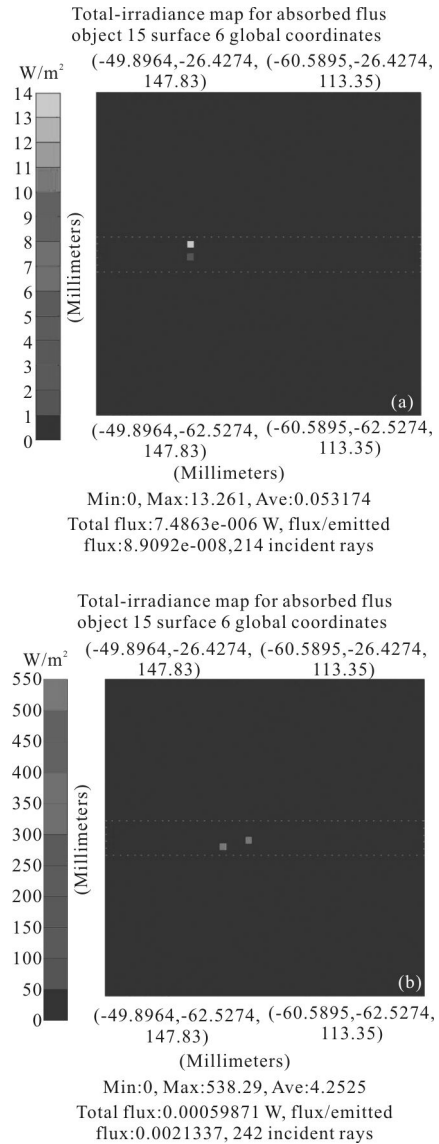 Total-irradiance map for absorbed flus
object 15 surface 6 global coordinates
(-49.8964,-26.4274, (-60.5895,-26.4274,
147.83) 113.35)
W/m²
14
13
12
11
10
9
8
7
6
5
4
3
2
1
0
(Millimeters)
(a)
(-49.8964,-62.5274, (-60.5895,-62.5274,
147.83) 113.35)
(Millimeters)
Min:0, Max:13.261, Ave:0.053174
Total flux:7.4863e-006 W, flux/emitted
flux:8.9092e-008,214 incident rays
Total-irradiance map for absorbed flus
object 15 surface 6 global coordinates
(-49.8964,-26.4274, (-60.5895,-26.4274,
147.83) 113.35)
W/m²
550
500
450
400
350
300
250
200
150
100
50
0
(Millimeters)
(b)
(-49.8964,-62.5274, (-60.5895,-62.5274,
147.83) 113.35)
(Millimeters)
Min:0, Max:538.29, Ave:4.2525
Total flux:0.00059871 W, flux/emitted
flux:0.0021337, 242 incident rays